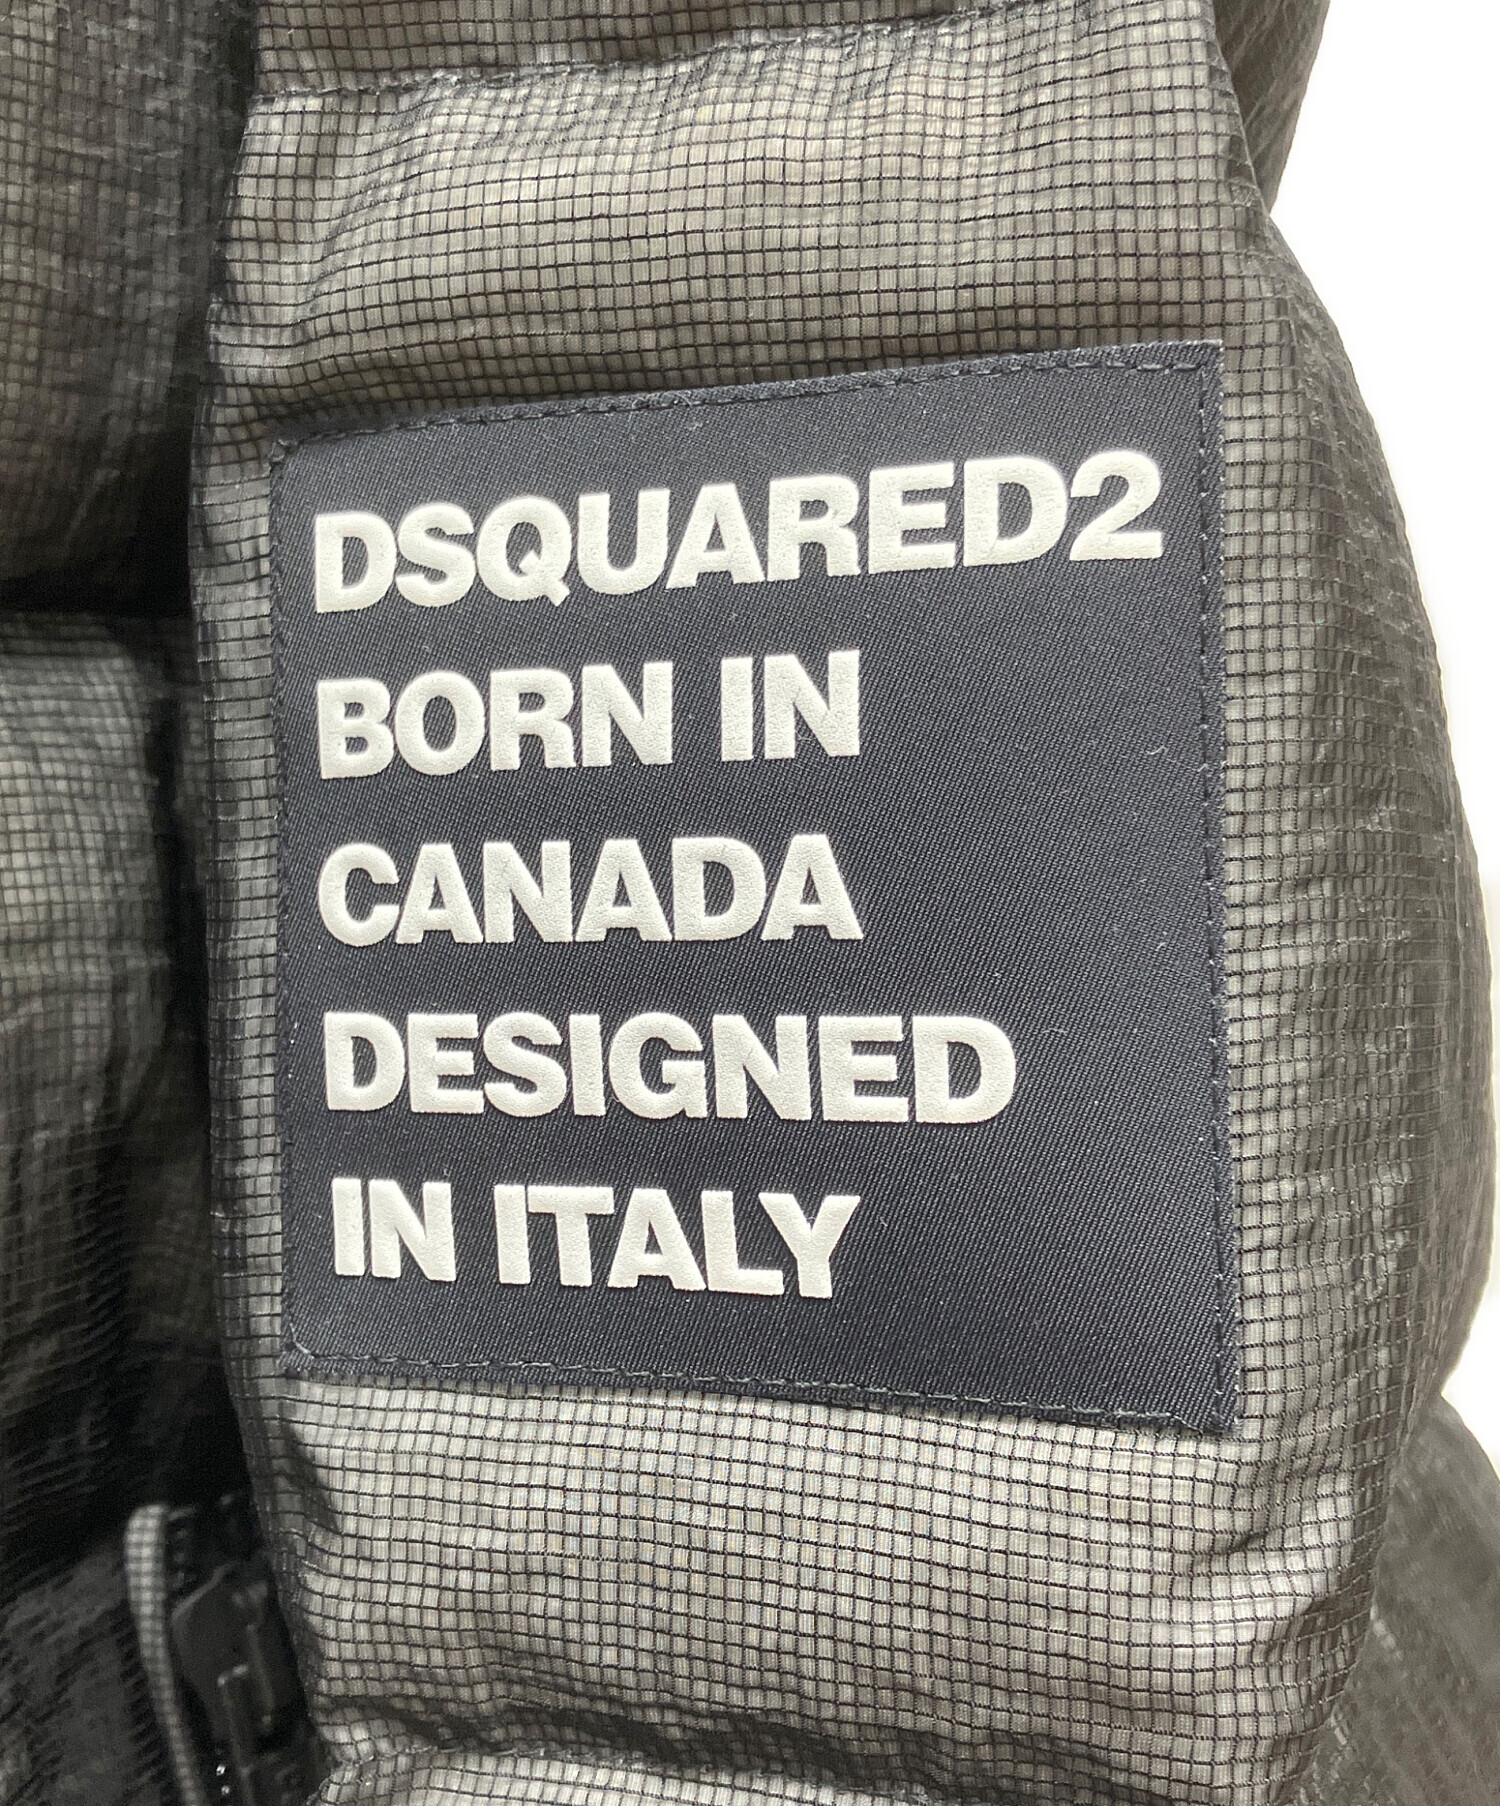 DSQUARED2
BORN IN
CANADA
DESIGNED
IN ITALY